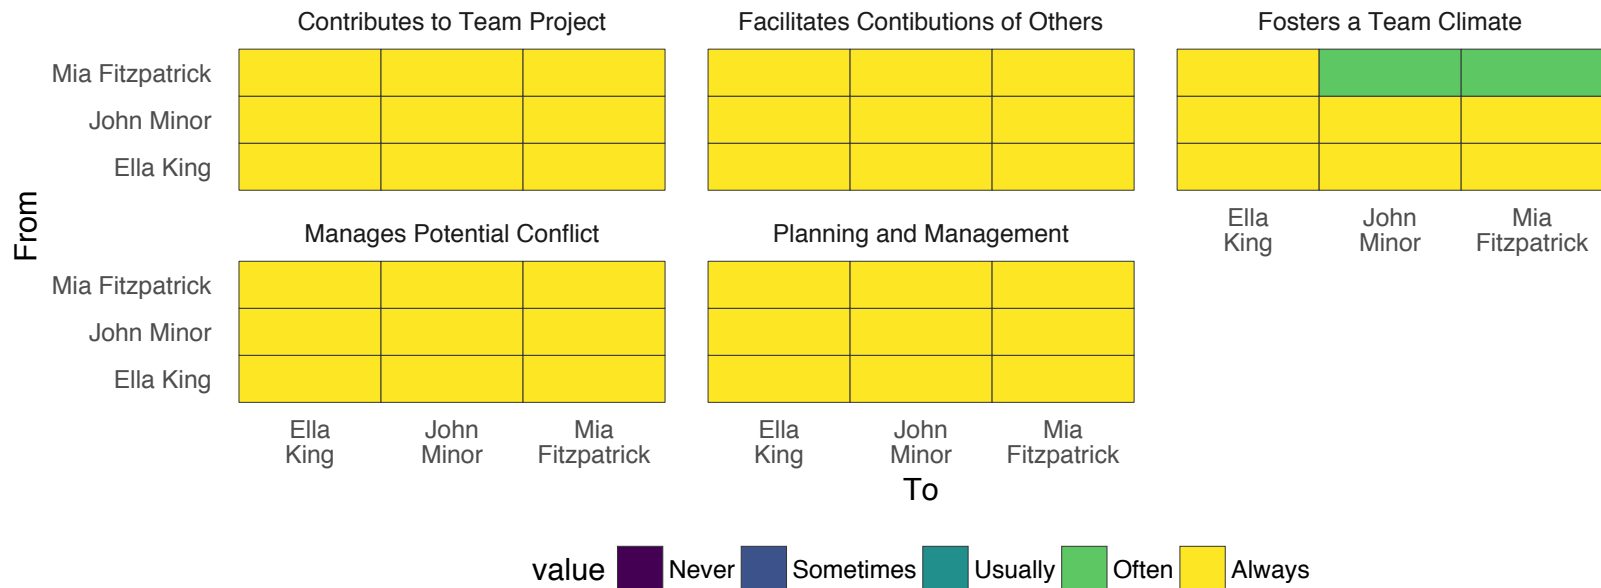 Contributes to Team Project
Facilitates Contibutions of Others
Fosters a Team Climate
Mia Fitzpatrick
John Minor
Ella King
Ella
King
John
Minor
Mia
Fitzpatrick
From
Manages Potential Conflict
Planning and Management
Mia Fitzpatrick
John Minor
Ella King
Ella
King
John
Minor
Mia
Fitzpatrick
Ella
King
John
Minor
Mia
Fitzpatrick
To
value Never Sometimes Usually Often Always